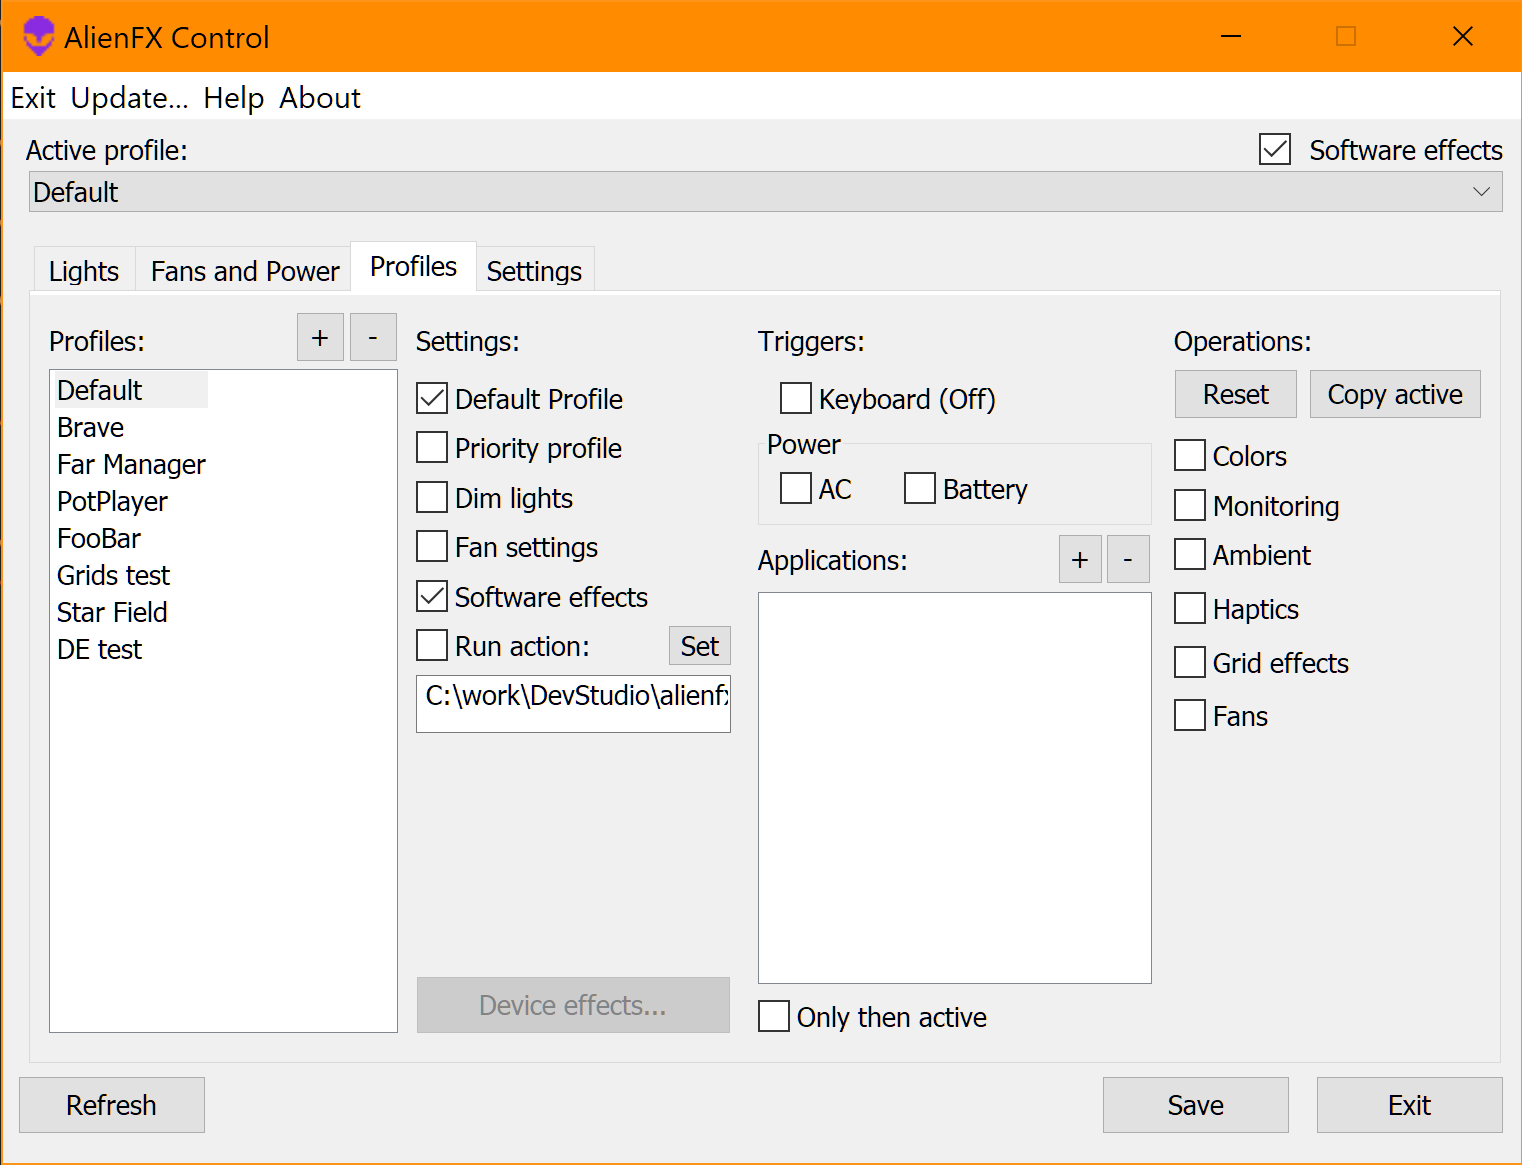 AlienFX Control
Exit Update... Help About
Active profile:
Software effects
Default
Lights
Fans and Power
Profiles
Settings
Profiles:
+
-
Default
Brave
Far Manager
PotPlayer
FooBar
Grids test
Star Field
DE test
Settings:
Default Profile
Priority profile
Dim lights
Fan settings
Software effects
Run action:
Set
C:\work\DevStudio\alienfx
Device effects...
Triggers:
Keyboard (Off)
Power
AC
Battery
Applications:
+
-
Only then active
Operations:
Reset
Copy active
Colors
Monitoring
Ambient
Haptics
Grid effects
Fans
Refresh
Save
Exit